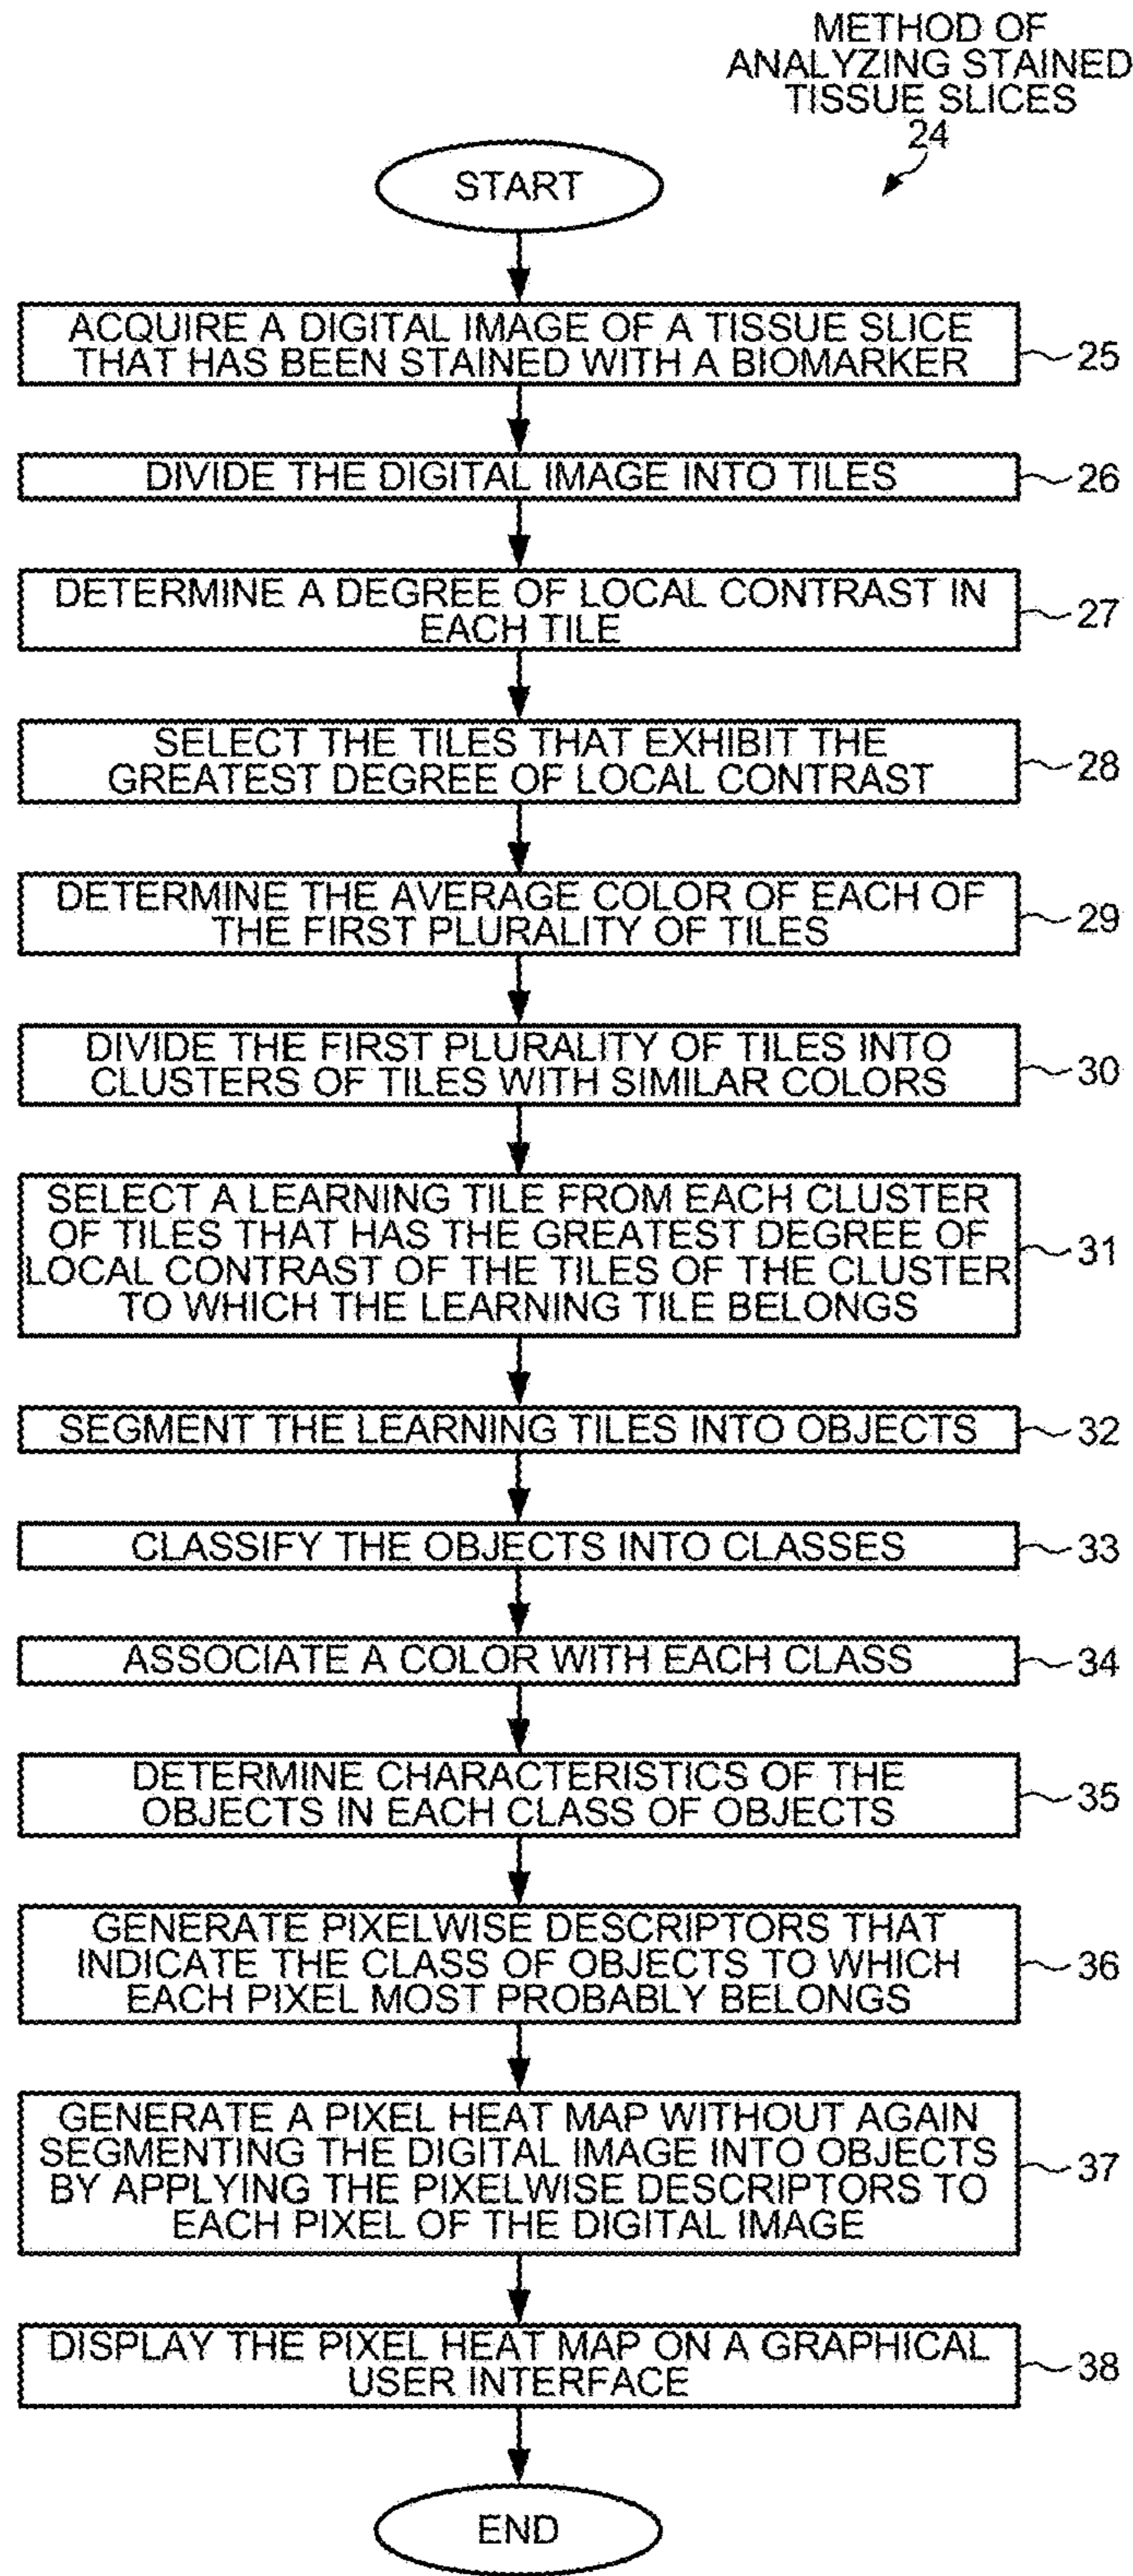 METHOD OF
ANALYZING STAINED
TISSUE SLICES
24
START
ACQUIRE A DIGITAL IMAGE OF A TISSUE SLICE
THAT HAS BEEN STAINED WITH A BIOMARKER
25
DIVIDE THE DIGITAL IMAGE INTO TILES
26
DETERMINE A DEGREE OF LOCAL CONTRAST IN
EACH TILE
27
SELECT THE TILES THAT EXHIBIT THE
GREATEST DEGREE OF LOCAL CONTRAST
28
DETERMINE THE AVERAGE COLOR OF EACH OF
THE FIRST PLURALITY OF TILES
29
DIVIDE THE FIRST PLURALITY OF TILES INTO
CLUSTERS OF TILES WITH SIMILAR COLORS
30
SELECT A LEARNING TILE FROM EACH CLUSTER
OF TILES THAT HAS THE GREATEST DEGREE OF
LOCAL CONTRAST OF THE TILES OF THE CLUSTER
TO WHICH THE LEARNING TILE BELONGS
31
SEGMENT THE LEARNING TILES INTO OBJECTS
32
CLASSIFY THE OBJECTS INTO CLASSES
33
ASSOCIATE A COLOR WITH EACH CLASS
34
DETERMINE CHARACTERISTICS OF THE
OBJECTS IN EACH CLASS OF OBJECTS
35
GENERATE PIXELWISE DESCRIPTORS THAT
INDICATE THE CLASS OF OBJECTS TO WHICH
EACH PIXEL MOST PROBABLY BELONGS
36
GENERATE A PIXEL HEAT MAP WITHOUT AGAIN
SEGMENTING THE DIGITAL IMAGE INTO OBJECTS
BY APPLYING THE PIXELWISE DESCRIPTORS TO
EACH PIXEL OF THE DIGITAL IMAGE
37
DISPLAY THE PIXEL HEAT MAP ON A GRAPHICAL
USER INTERFACE
38
END